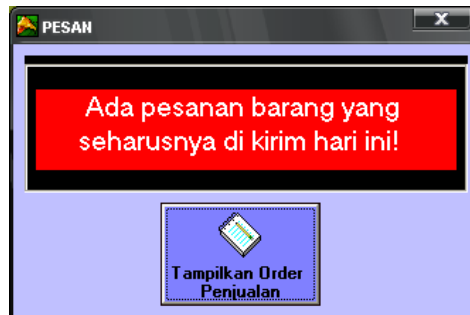 PESAN
Ada pesanan barang yang
seharusnya di kirim hari ini!
Tampilkan Order
Penjualan